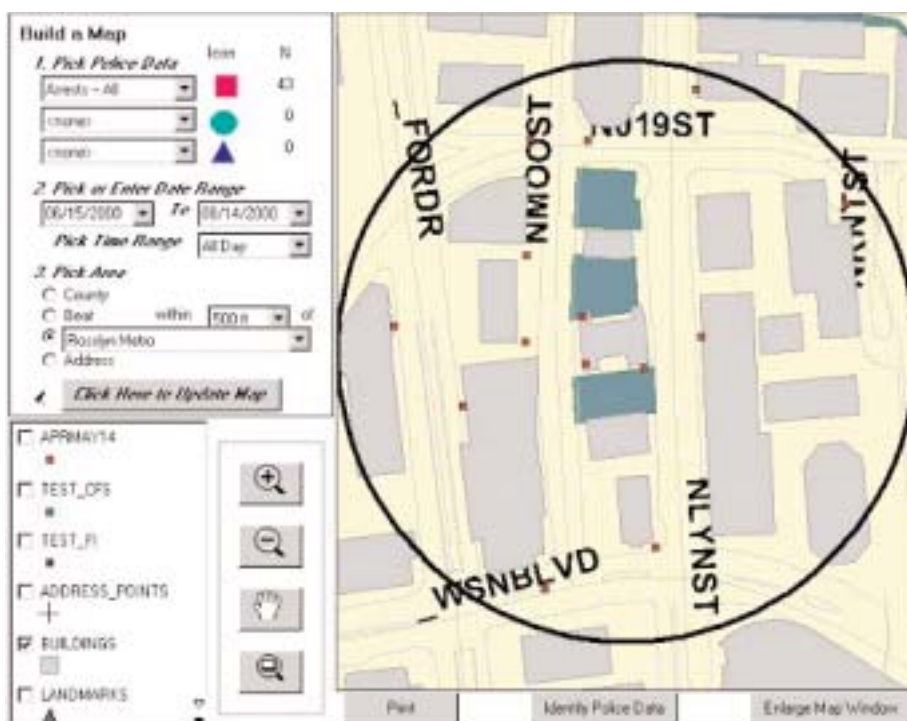 Build a Map
Icon N
1. Pick Police Data
Arrests - All 43
<none> 0
<none> 0
2. Pick or Enter Date Range
06/15/2000 To 08/14/2000
Pick Time Range All Day
3. Pick Area
County
Beat within 500 ft of
Rosslyn Metro
Address
4. Click Here to Update Map
APRMAY14
TEST_CFS
TEST_FI
ADDRESS_POINTS
BUILDINGS
LANDMARKS
FORDR
NMOOST
N019ST
WSNBLVD
NLYNST
Print
Identify Police Data
Enlarge Map Window